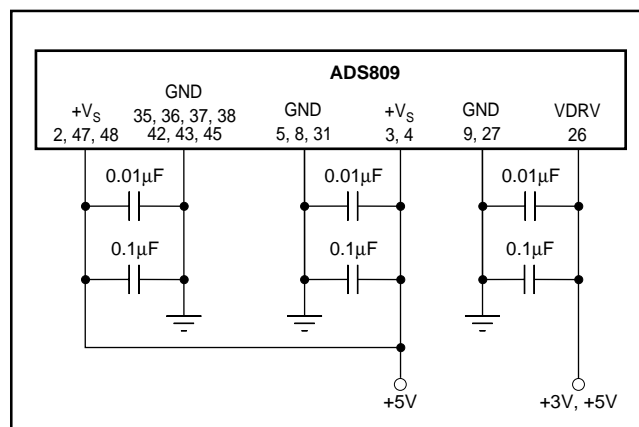 ADS809
+VS
2, 47, 48
GND
35, 36, 37, 38
42, 43, 45
GND
5, 8, 31
+VS
3, 4
GND
9, 27
VDRV
26
0.01µF
0.01µF
0.01µF
0.1µF
0.1µF
0.1µF
+5V
+3V, +5V